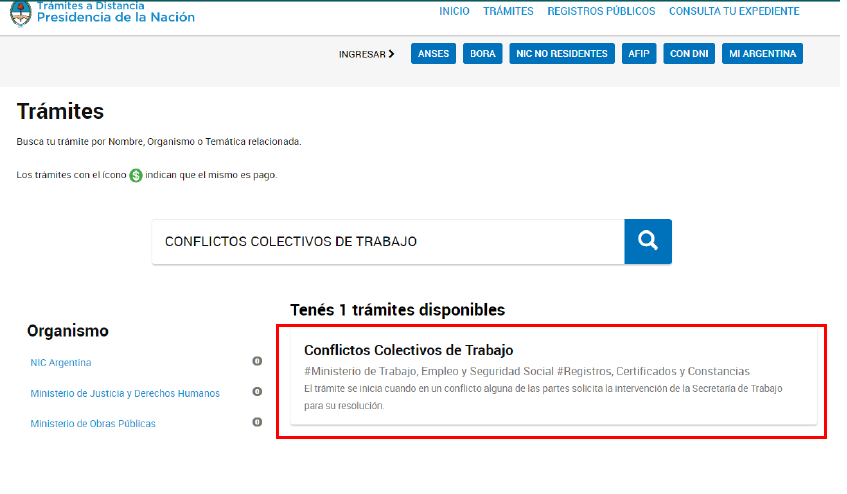 Trámites a Distancia
Presidencia de la Nación
INICIO TRÁMITES REGISTROS PÚBLICOS CONSULTA TU EXPEDIENTE
INGRESAR ANSES BORA NIC NO RESIDENTES AFIP CON DNI MI ARGENTINA
Trámites
Busca tu trámite por Nombre, Organismo o Temática relacionada.
Los trámites con el ícono $ indican que el mismo es pago.
CONFLICTOS COLECTIVOS DE TRABAJO
Organismo
NIC Argentina 0
Ministerio de Justicia y Derechos Humanos 0
Ministerio de Obras Públicas 0
Tenés 1 trámites disponibles
Conflictos Colectivos de Trabajo
#Ministerio de Trabajo, Empleo y Seguridad Social #Registros, Certificados y Constancias
El trámite se inicia cuando en un conflicto alguna de las partes solicita la intervención de la Secretaría de Trabajo
para su resolución.